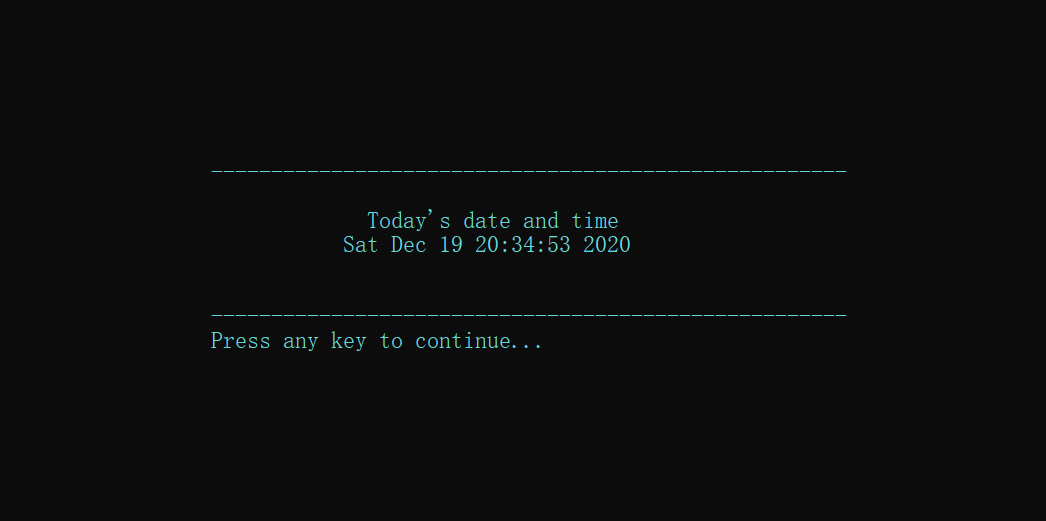 Today's date and time
Sat Dec 19 20:34:53 2020
Press any key to continue...